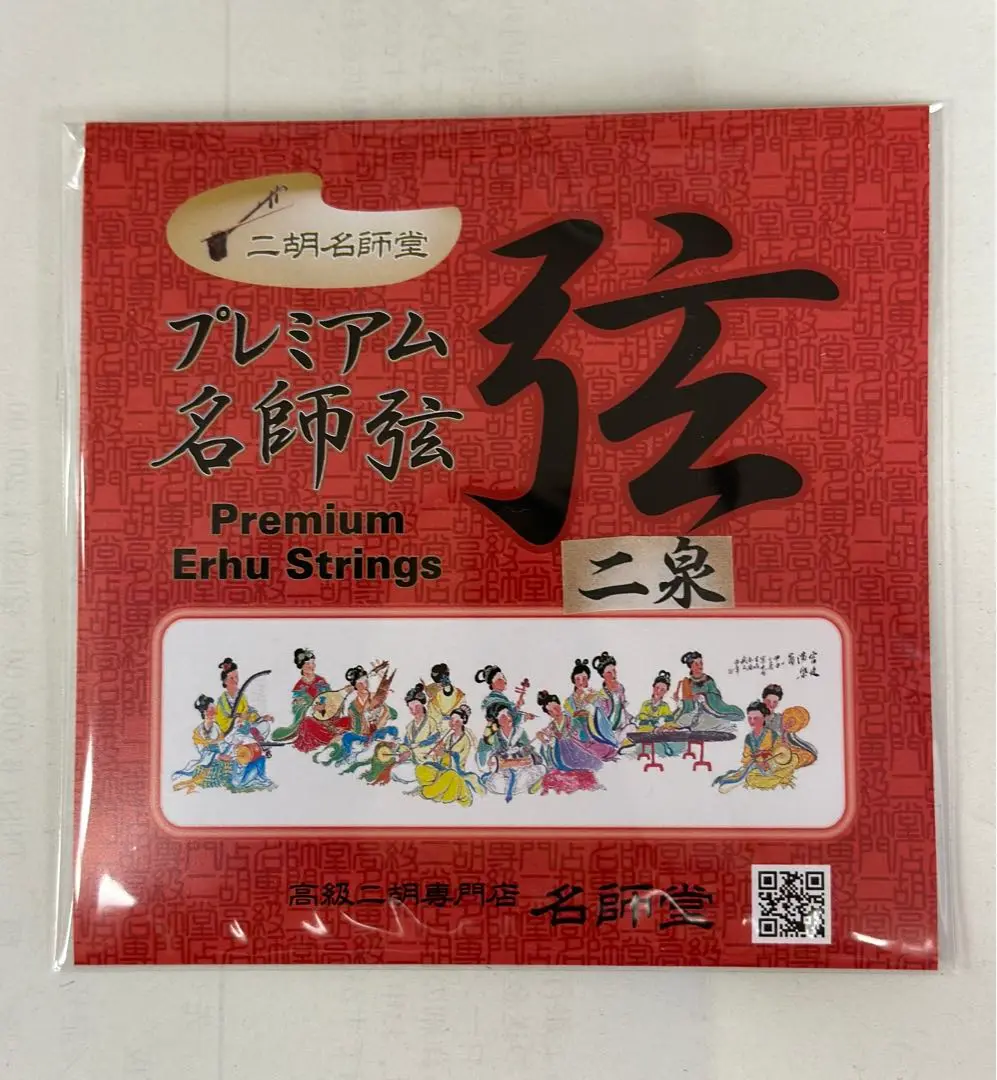 二胡名師堂
弦
プレミアム
名師弦
Premium
Erhu Strings
二泉
高級二胡専門店 名師堂